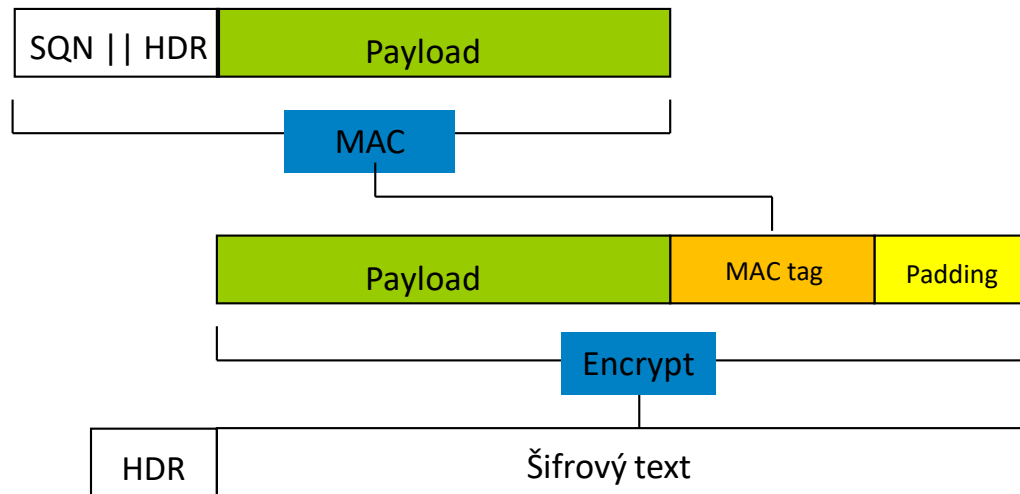 SQN || HDR
Payload
MAC
Payload
MAC tag
Padding
Encrypt
HDR
Šifrový text